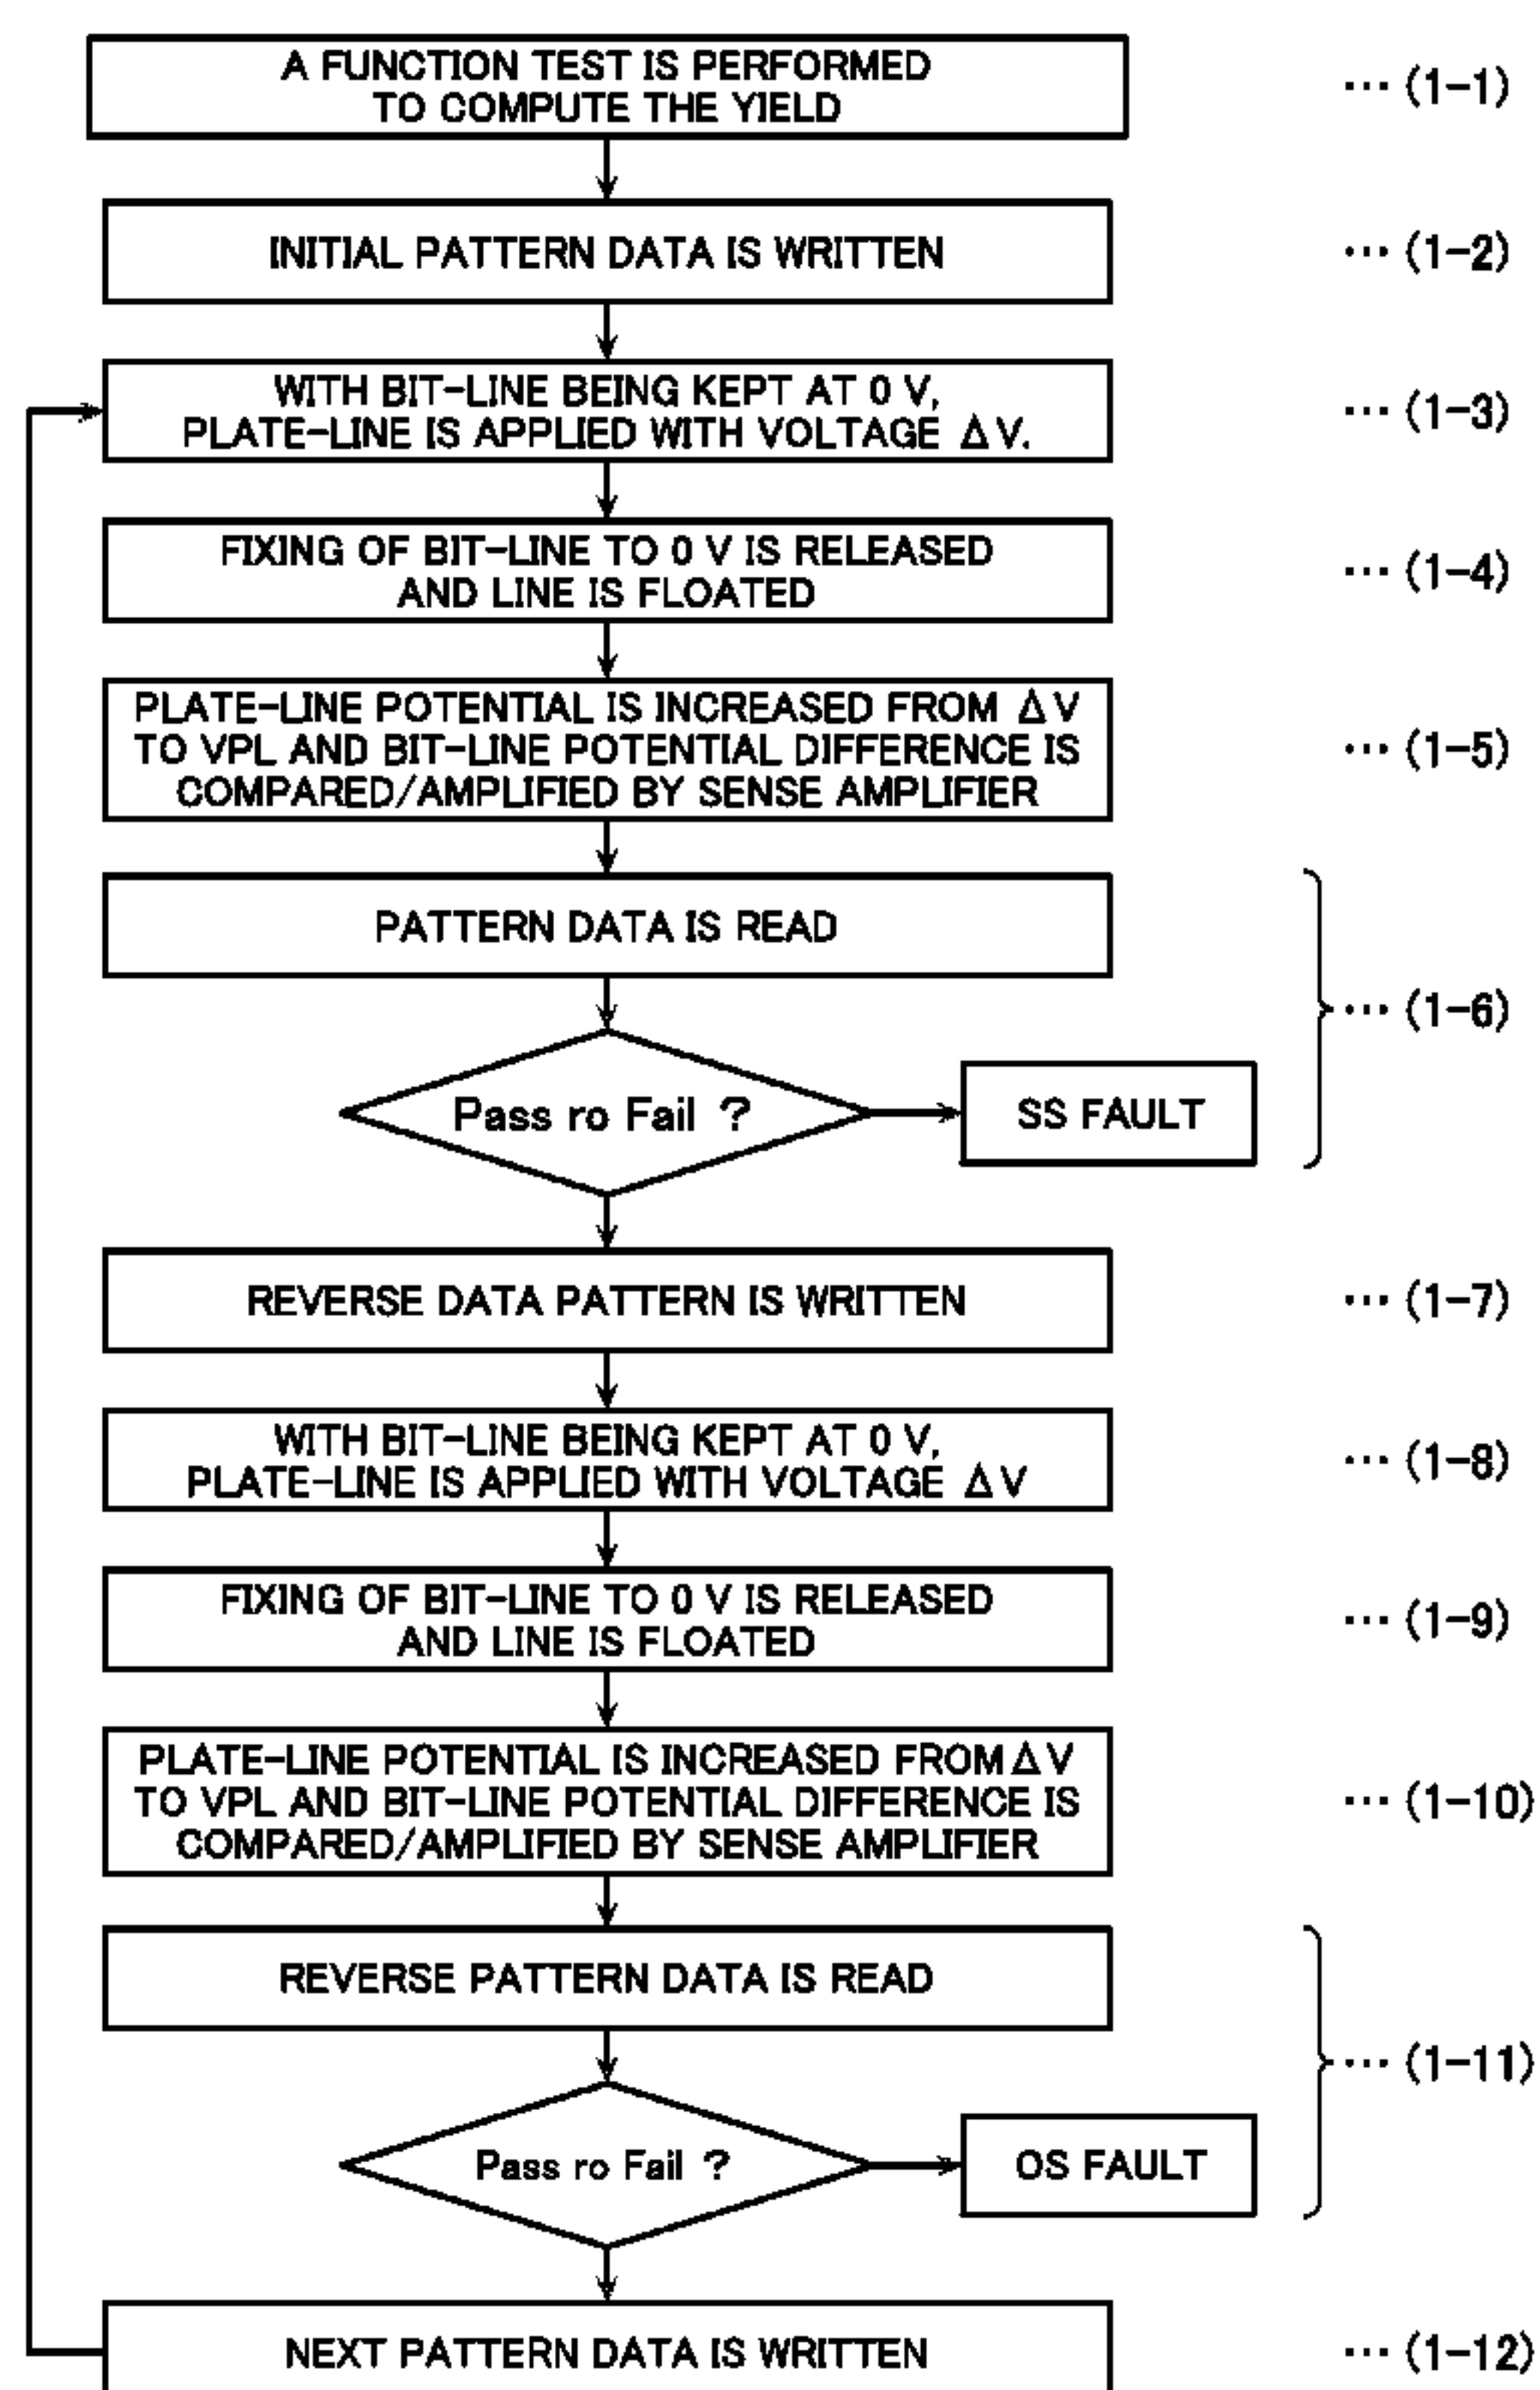 A FUNCTION TEST IS PERFORMED
TO COMPUTE THE YIELD
··· (1-1)
INITIAL PATTERN DATA IS WRITTEN
··· (1-2)
WITH BIT-LINE BEING KEPT AT 0 V,
PLATE-LINE IS APPLIED WITH VOLTAGE ΔV.
··· (1-3)
FIXING OF BIT-LINE TO 0 V IS RELEASED
AND LINE IS FLOATED
··· (1-4)
PLATE-LINE POTENTIAL IS INCREASED FROM ΔV
TO VPL AND BIT-LINE POTENTIAL DIFFERENCE IS
COMPARED/AMPLIFIED BY SENSE AMPLIFIER
··· (1-5)
PATTERN DATA IS READ
··· (1-6)
Pass ro Fail ?
SS FAULT
REVERSE DATA PATTERN IS WRITTEN
··· (1-7)
WITH BIT-LINE BEING KEPT AT 0 V,
PLATE-LINE IS APPLIED WITH VOLTAGE ΔV
··· (1-8)
FIXING OF BIT-LINE TO 0 V IS RELEASED
AND LINE IS FLOATED
··· (1-9)
PLATE-LINE POTENTIAL IS INCREASED FROM ΔV
TO VPL AND BIT-LINE POTENTIAL DIFFERENCE IS
COMPARED/AMPLIFIED BY SENSE AMPLIFIER
··· (1-10)
REVERSE PATTERN DATA IS READ
··· (1-11)
Pass ro Fail ?
OS FAULT
NEXT PATTERN DATA IS WRITTEN
··· (1-12)